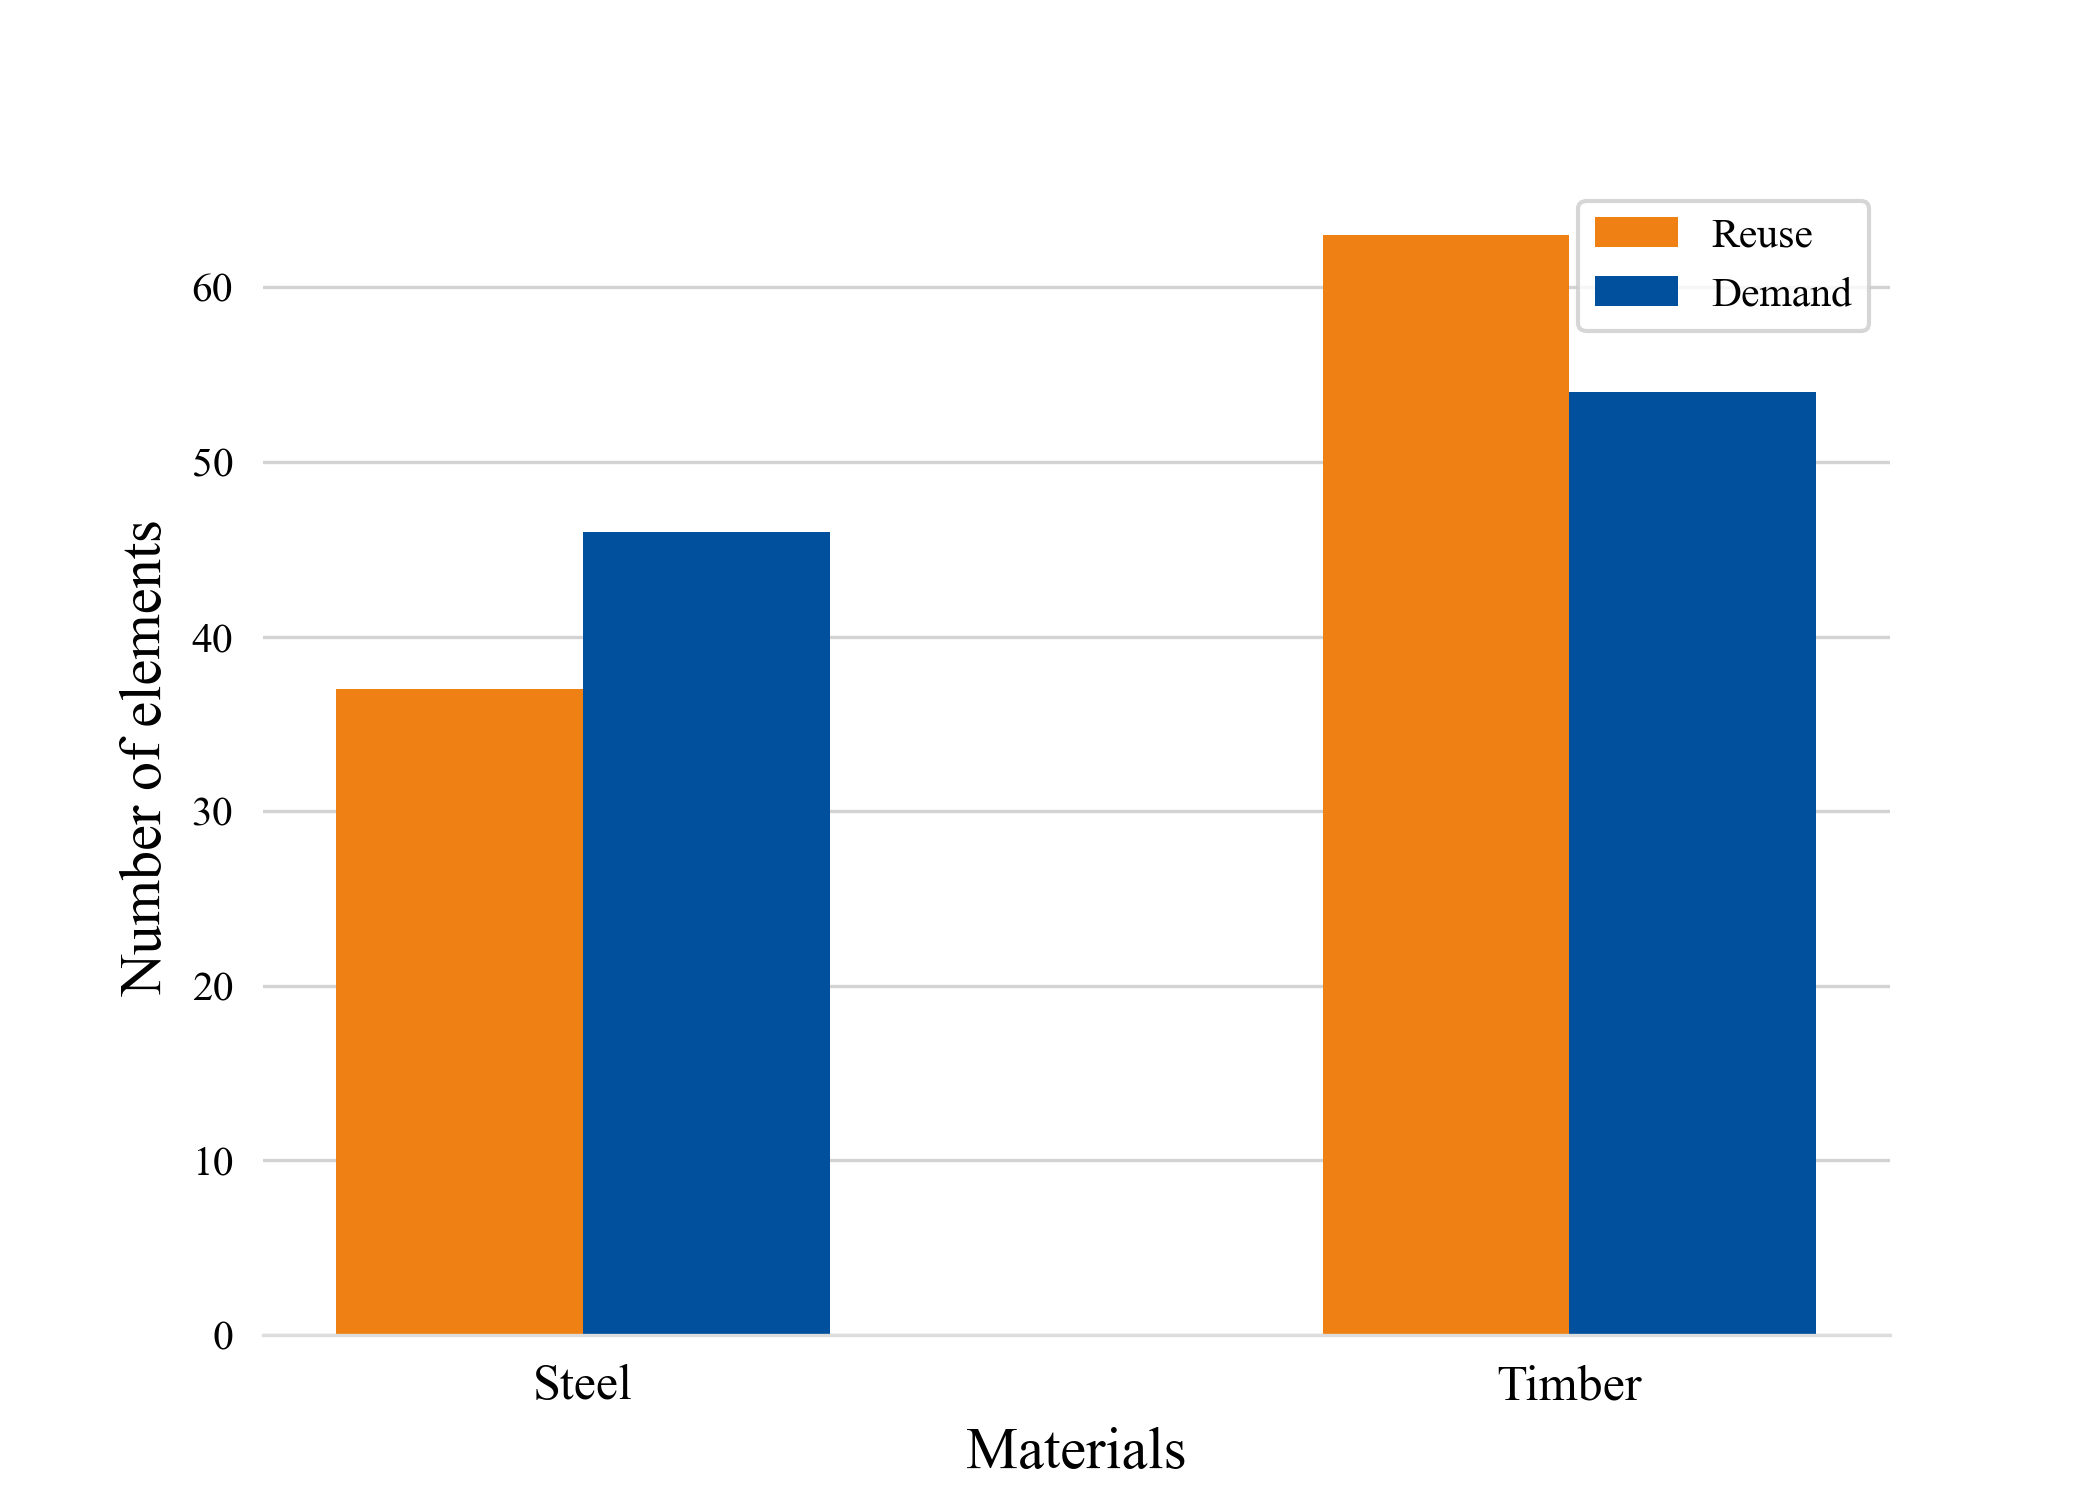 Reuse
Demand
60
50
40
30
20
10
0
Number of elements
Steel
Timber
Materials